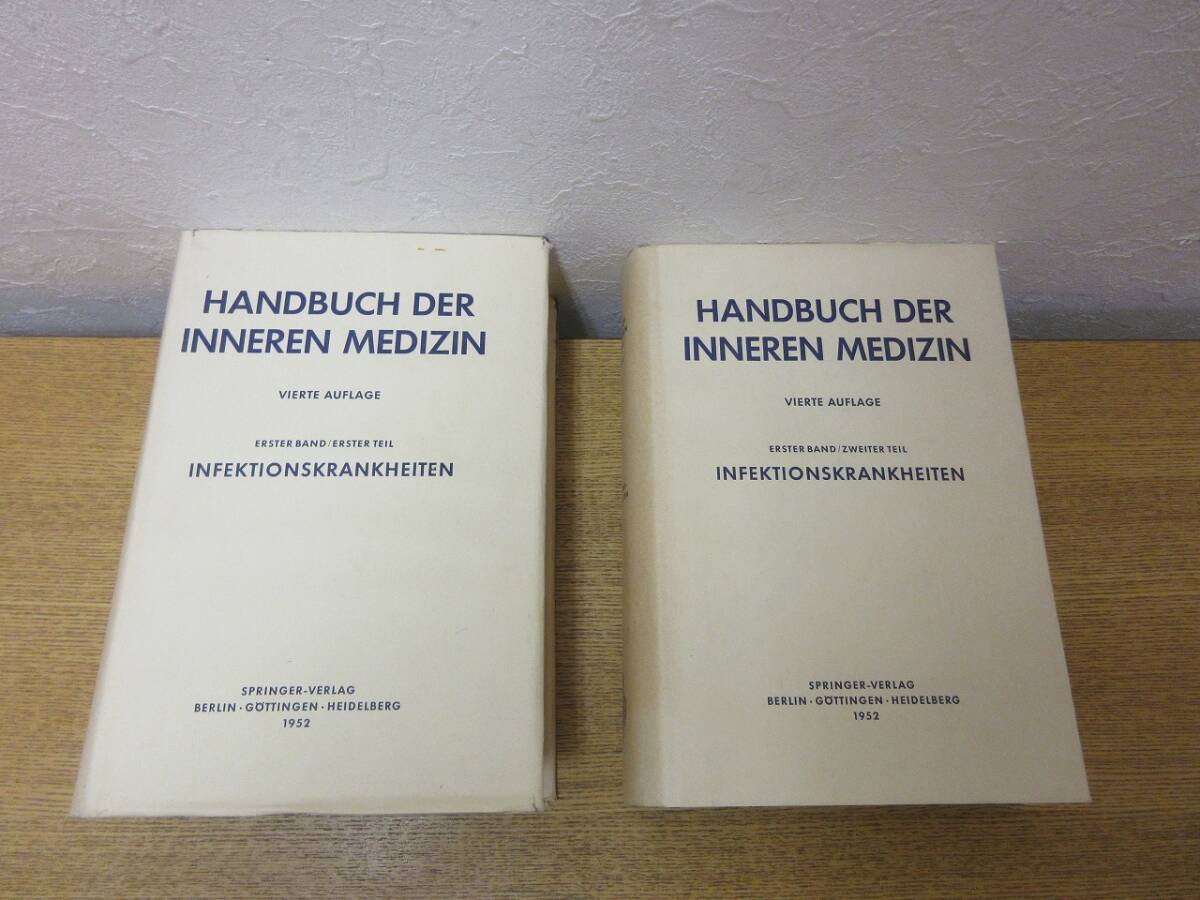 HANDBUCH DER
INNEREN MEDIZIN
VIERTE AUFLAGE
ERSTER BAND/ERSTER TEIL
INFEKTIONSKRANKHEITEN
SPRINGER-VERLAG
BERLIN · GÖTTINGEN · HEIDELBERG
1952
HANDBUCH DER
INNEREN MEDIZIN
VIERTE AUFLAGE
ERSTER BAND/ZWEITER TEIL
INFEKTIONSKRANKHEITEN
SPRINGER-VERLAG
BERLIN · GÖTTINGEN · HEIDELBERG
1952